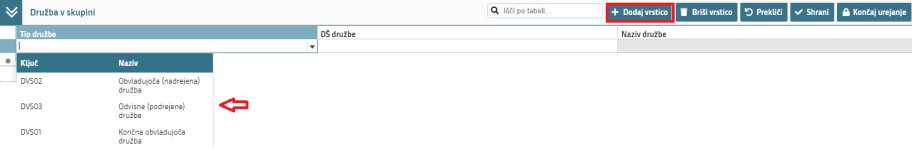 Družba v skupini
Išči po tabeli...
Dodaj vrstico
Briši vrstico
Prekliči
Shrani
Končaj urejanje
Tip družbe
DŠ družbe
Naziv družbe
Ključ
Naziv
DVS02
Obvladujoča (nadrejena)
družba
DVS03
Odvisne (podrejene)
družbe
DVS01
Končna obvladujoča
družba